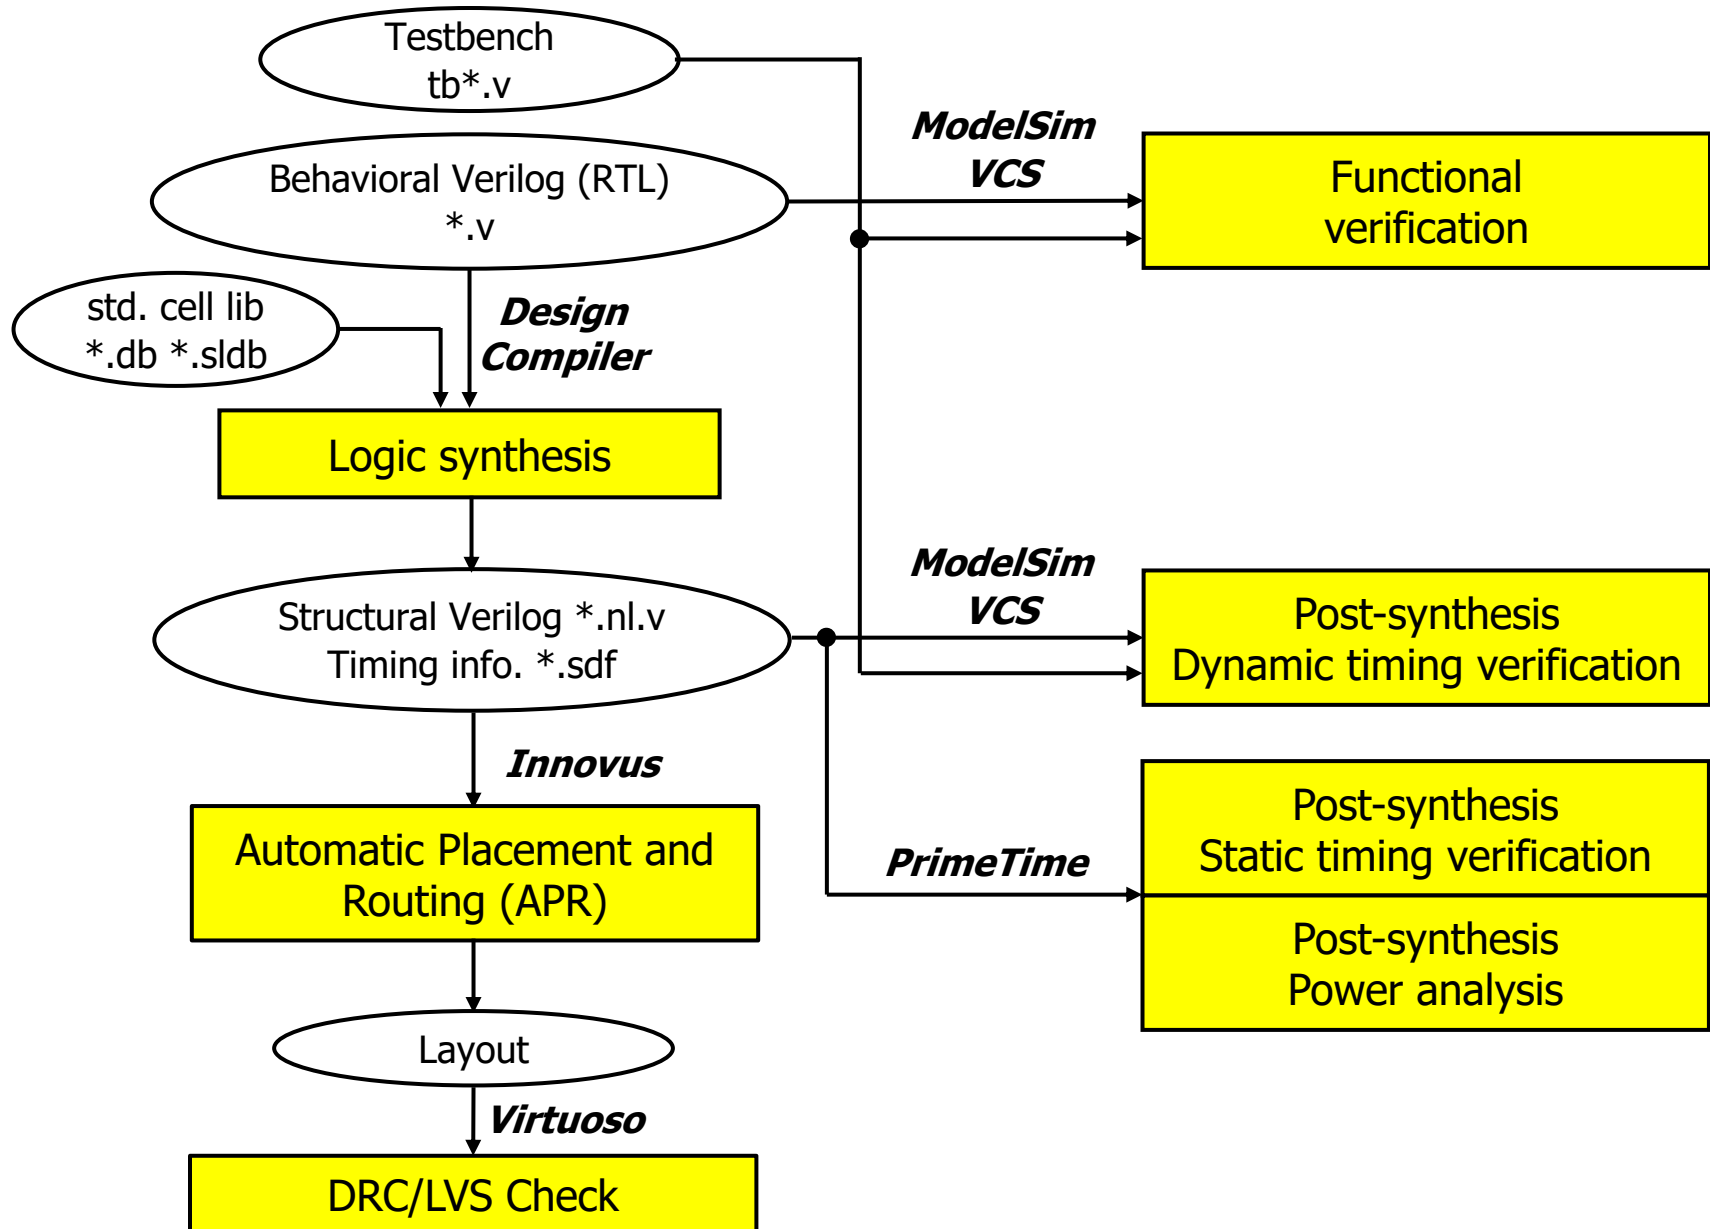 Testbench
tb*.v
ModelSim
VCS
Behavioral Verilog (RTL)
*.v
Functional
verification
std. cell lib
*.db *.sldb
Design
Compiler
Logic synthesis
ModelSim
VCS
Structural Verilog *.nl.v
Timing info. *.sdf
Post-synthesis
Dynamic timing verification
Innovus
Automatic Placement and
Routing (APR)
PrimeTime
Post-synthesis
Static timing verification
Post-synthesis
Power analysis
Layout
Virtuoso
DRC/LVS Check